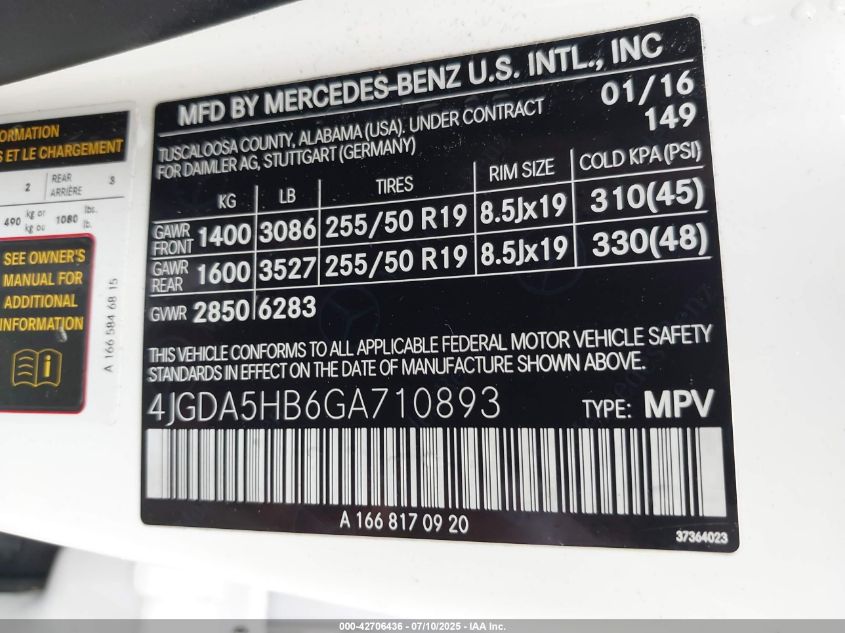 ORMATION
S ET LE CHARGEMENT
2 REAR ARRIÈRE 3
490 kg or kg ou 1080 lbs. lb.
SEE OWNER'S
MANUAL FOR
ADDITIONAL
INFORMATION
A 166 584 68 15
MFD BY MERCEDES-BENZ U.S. INTL., INC
01/16
TUSCALOOSA COUNTY, ALABAMA (USA). UNDER CONTRACT
149
FOR DAIMLER AG, STUTTGART (GERMANY)
KG LB TIRES RIM SIZE COLD KPA (PSI)
GAWR FRONT 1400 3086 255/50 R19 8.5Jx19 310(45)
GAWR REAR 1600 3527 255/50 R19 8.5Jx19 330(48)
GVWR 2850 6283
THIS VEHICLE CONFORMS TO ALL APPLICABLE FEDERAL MOTOR VEHICLE SAFETY
STANDARDS IN EFFECT ON THE DATE OF MANUFACTURE SHOWN ABOVE.
4JGDA5HB6GA710893 TYPE: MPV
A 166 817 09 20
37364023
000-42706436 - 07/10/2025 - IAA Inc.